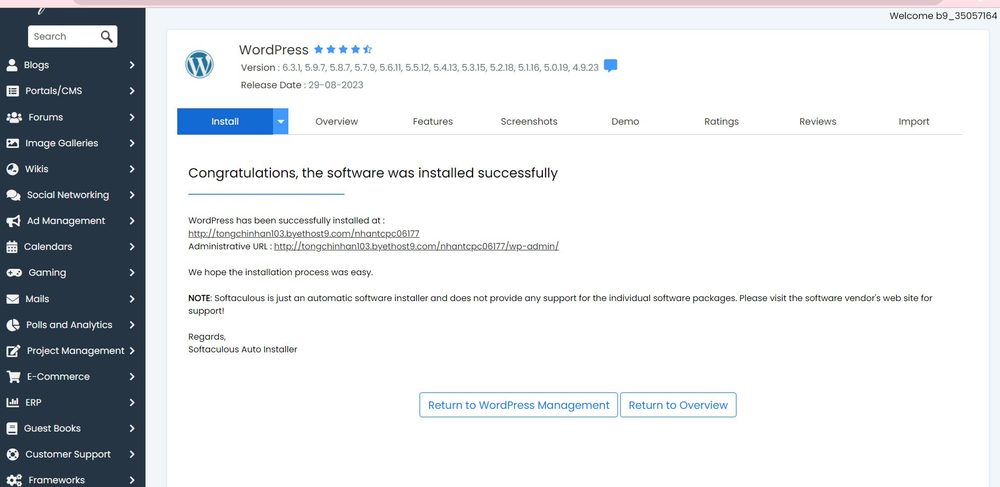 Welcome b9_35057164
Search
Blogs
Portals/CMS
Forums
Image Galleries
Wikis
Social Networking
Ad Management
Calendars
Gaming
Mails
Polls and Analytics
Project Management
E-Commerce
ERP
Guest Books
Customer Support
Frameworks
WordPress
Version : 6.3.1, 5.9.7, 5.8.7, 5.7.9, 5.6.11, 5.5.12, 5.4.13, 5.3.15, 5.2.18, 5.1.16, 5.0.19, 4.9.23
Release Date : 29-08-2023
Install Overview Features Screenshots Demo Ratings Reviews Import
Congratulations, the software was installed successfully
WordPress has been successfully installed at :
http://tongchinhan103.byethost9.com/nhantcpc06177
Administrative URL : http://tongchinhan103.byethost9.com/nhantcpc06177/wp-admin/
We hope the installation process was easy.
NOTE: Softaculous is just an automatic software installer and does not provide any support for the individual software packages. Please visit the software vendor's web site for
support!
Regards,
Softaculous Auto Installer
Return to WordPress Management Return to Overview